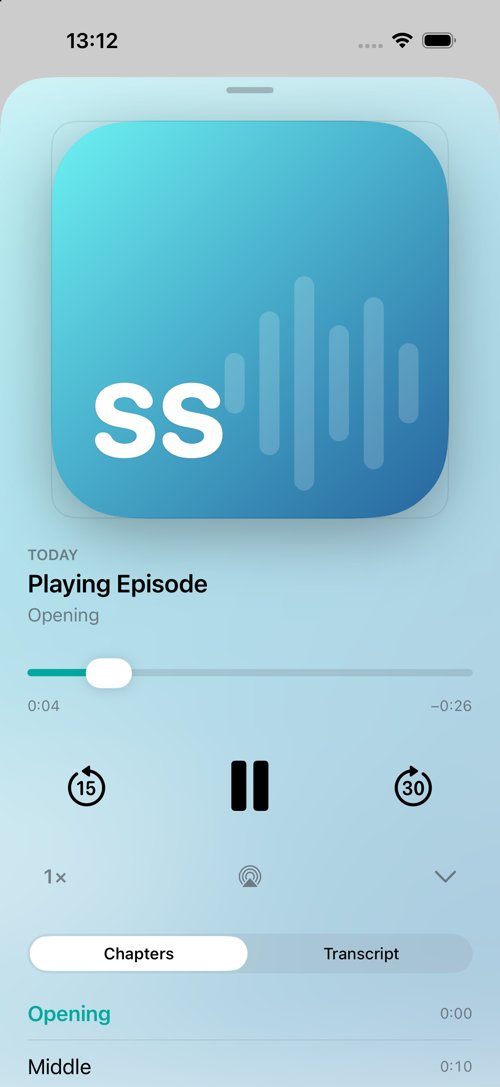 13:12
ss
TODAY
Playing Episode
Opening
0:04 −0:26
15 30
1×
Chapters Transcript
Opening 0:00
Middle 0:10